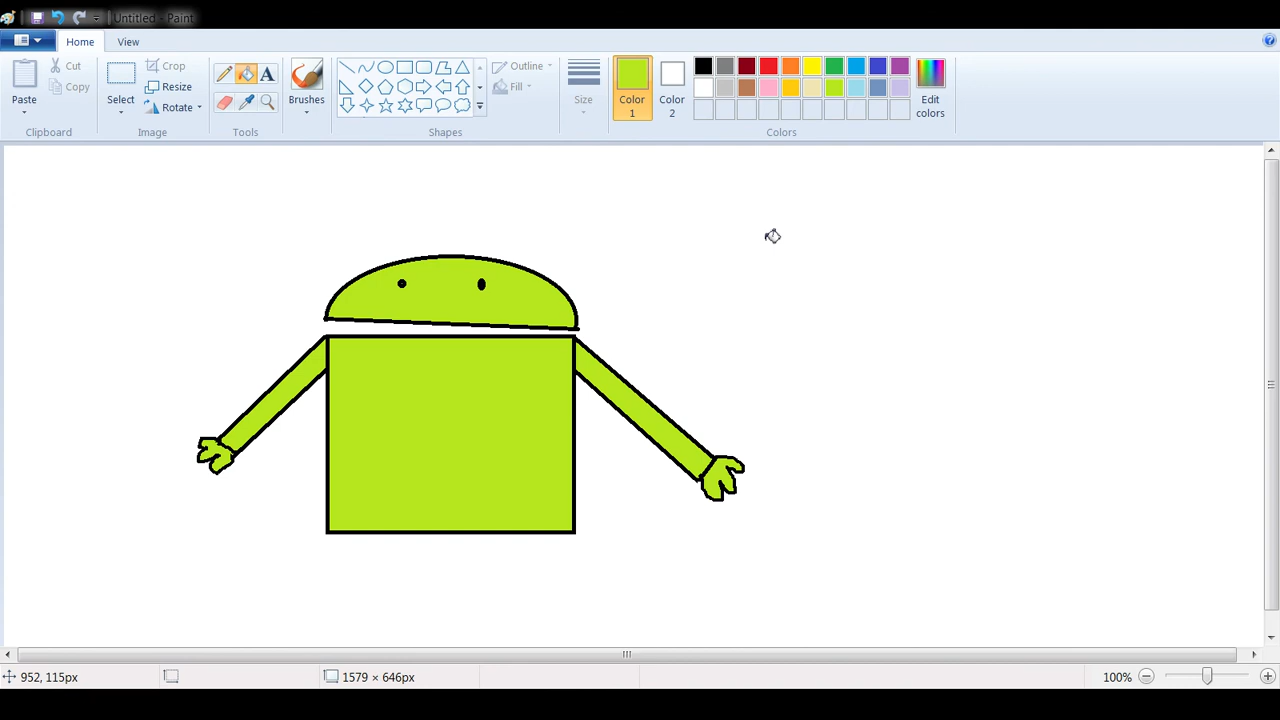 Untitled - Paint
Home View
Paste Cut Copy Select Crop Resize Rotate A Brushes Outline Fill Size Color 1 Color 2 Edit colors
Clipboard Image Tools Shapes Colors
952, 115px 1579 × 646px 100%